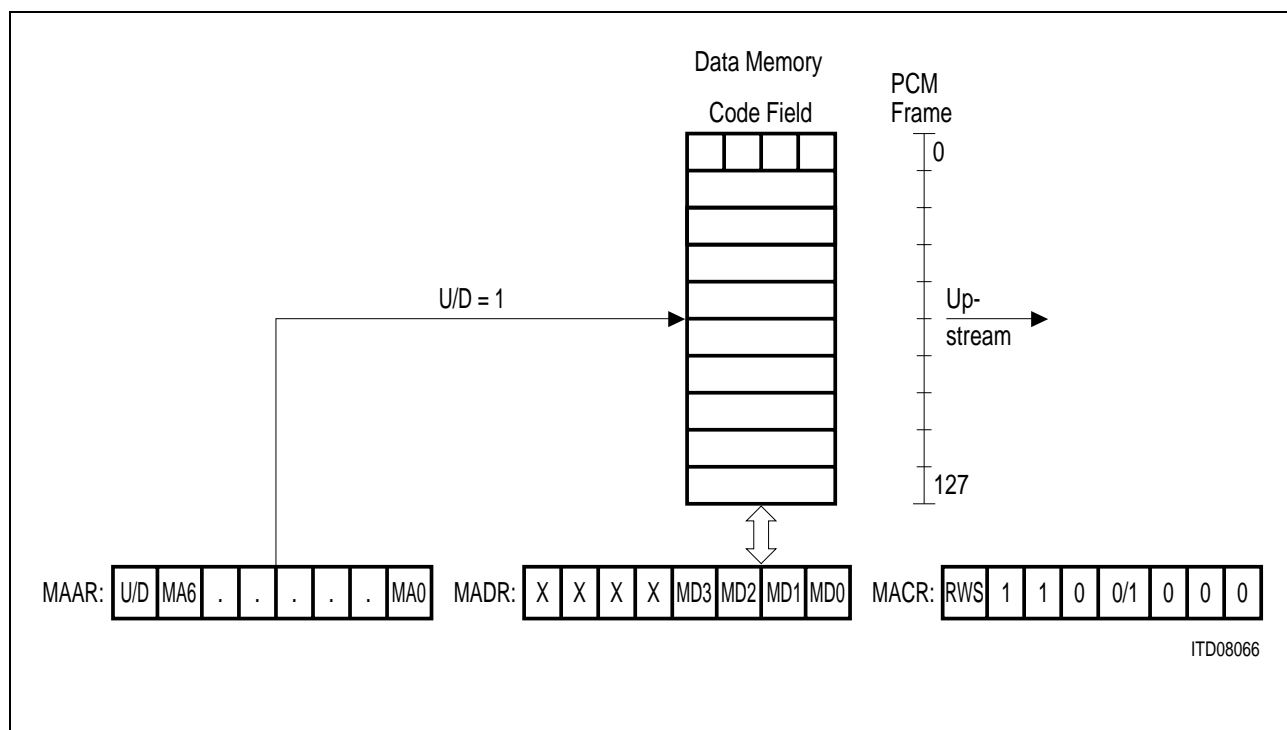 Data Memory
Code Field
PCM
Frame
0
U/D = 1
Up-
stream
127
MAAR: U/D MA6 . . . . . MA0 MADR: X X X X MD3 MD2 MD1 MD0 MACR: RWS 1 1 0 0/1 0 0 0
ITD08066